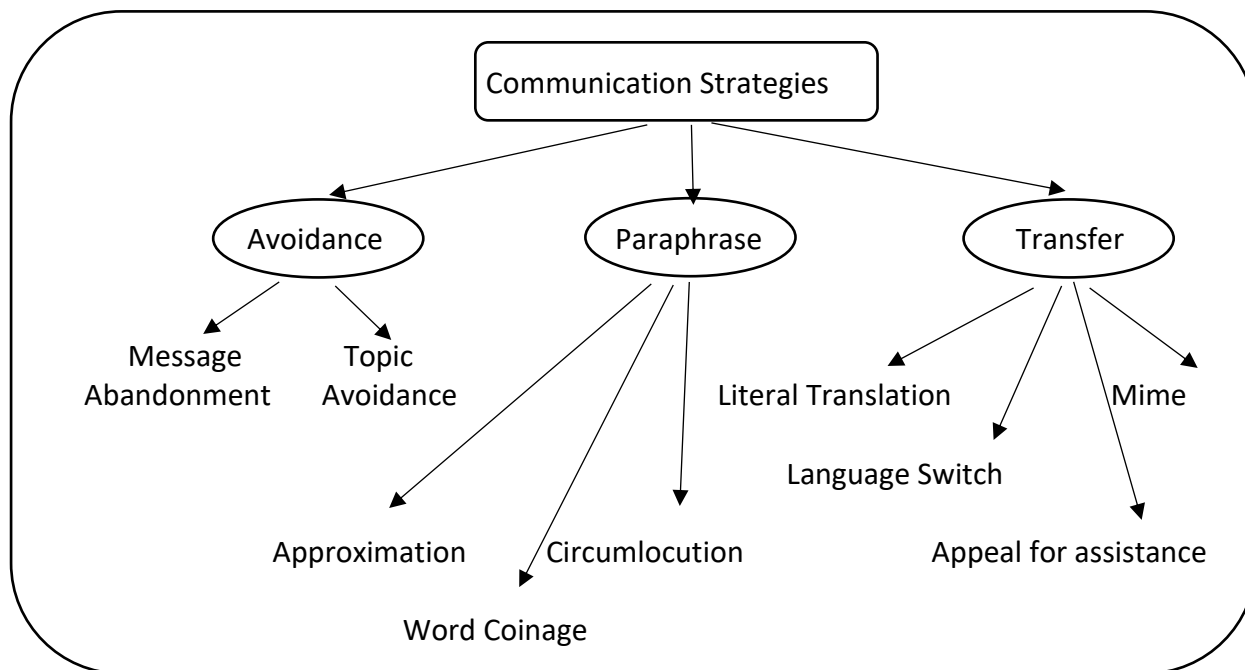 Communication Strategies
Avoidance
Paraphrase
Transfer
Message
Abandonment
Topic
Avoidance
Literal Translation
Mime
Language Switch
Approximation
Circumlocution
Appeal for assistance
Word Coinage